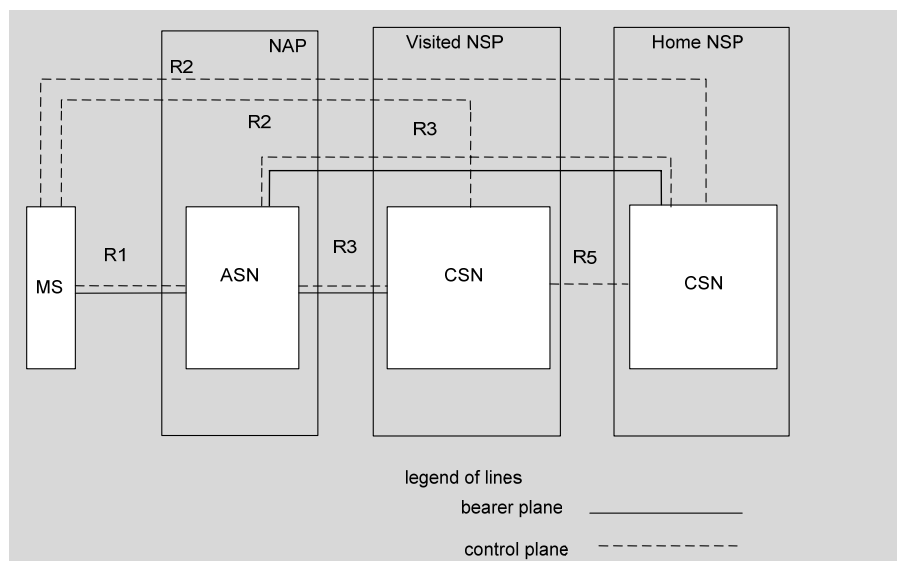 NAP
Visited NSP
Home NSP
R2
R2
R3
R1
R3
R5
MS
ASN
CSN
CSN
legend of lines
bearer plane
control plane